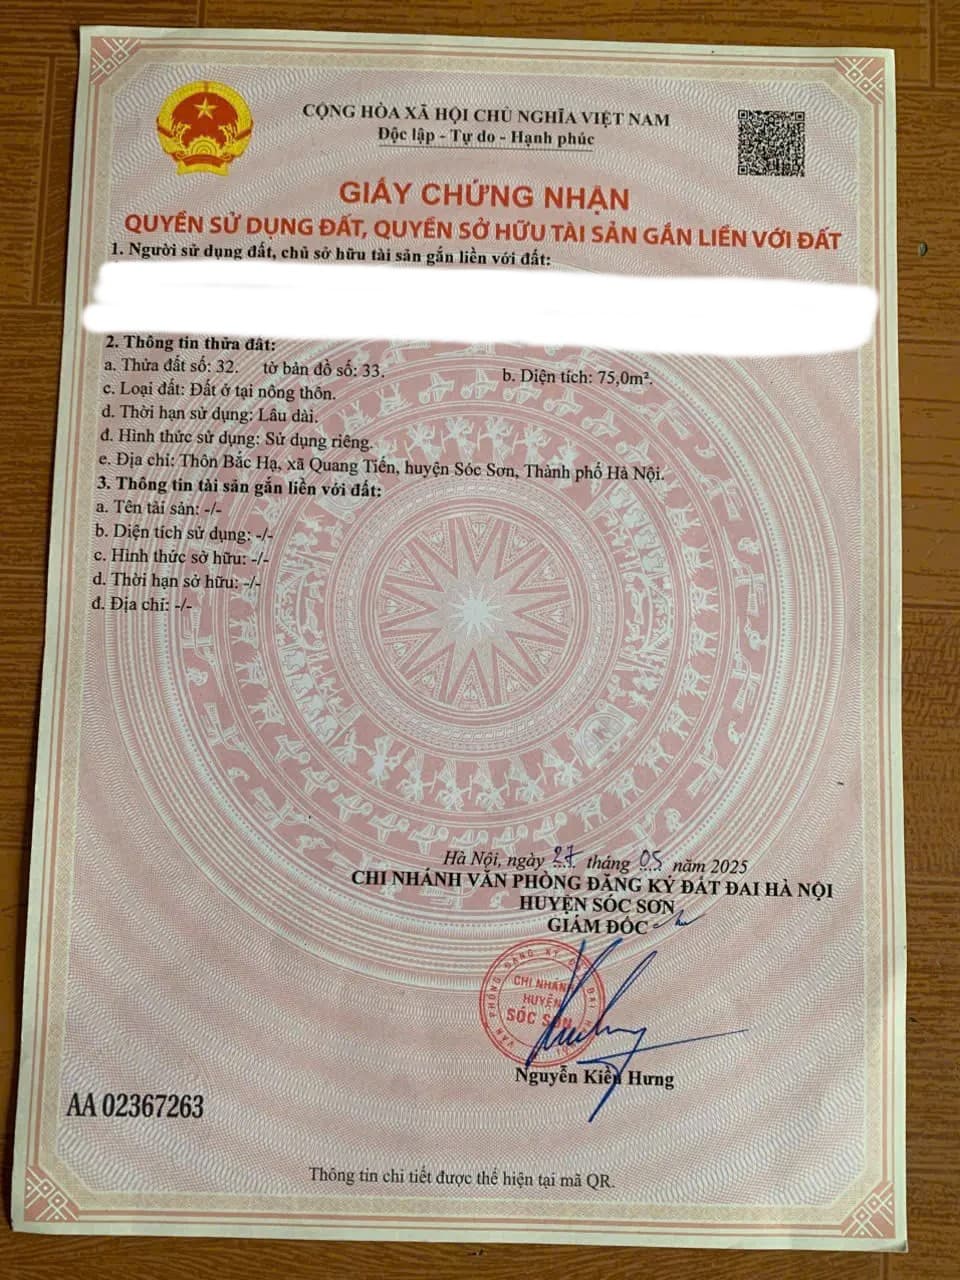 CỘNG HÒA XÃ HỘI CHỦ NGHĨA VIỆT NAM
Độc lập - Tự do - Hạnh phúc
GIẤY CHỨNG NHẬN
QUYỀN SỬ DỤNG ĐẤT, QUYỀN SỞ HỮU TÀI SẢN GẮN LIỀN VỚI ĐẤT
1. Người sử dụng đất, chủ sở hữu tài sản gắn liền với đất:
2. Thông tin thửa đất:
a. Thửa đất số: 32. tờ bản đồ số: 33. b. Diện tích: 75,0m².
c. Loại đất: Đất ở tại nông thôn.
d. Thời hạn sử dụng: Lâu dài.
đ. Hình thức sử dụng: Sử dụng riêng.
e. Địa chỉ: Thôn Bắc Hạ, xã Quang Tiến, huyện Sóc Sơn, Thành phố Hà Nội.
3. Thông tin tài sản gắn liền với đất:
a. Tên tài sản: -/-
b. Diện tích sử dụng: -/-
c. Hình thức sở hữu: -/-
d. Thời hạn sở hữu: -/-
đ. Địa chỉ: -/-
Hà Nội, ngày 27 tháng 05 năm 2025
CHI NHÁNH VĂN PHÒNG ĐĂNG KÝ ĐẤT ĐAI HÀ NỘI
HUYỆN SÓC SƠN
GIÁM ĐỐC
VĂN PHÒNG ĐĂNG KÝ ĐẤT ĐAI HÀ NỘI
CHI NHÁNH
HUYỆN
SÓC SƠN
Nguyễn Kiều Hưng
AA 02367263
Thông tin chi tiết được thể hiện tại mã QR.